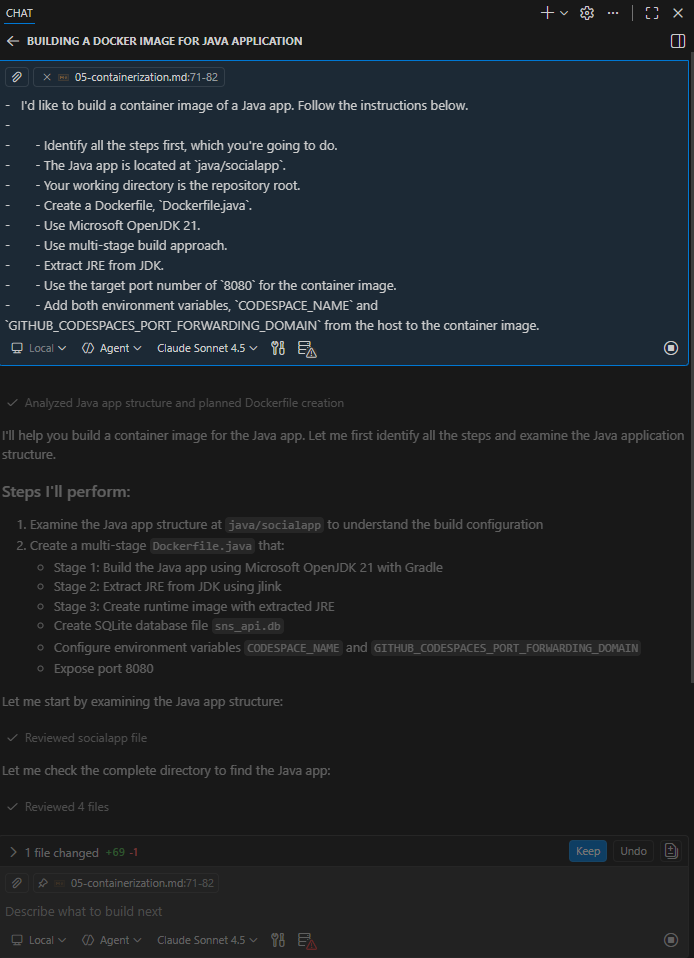 CHAT
BUILDING A DOCKER IMAGE FOR JAVA APPLICATION
05-containerization.md:71-82
- I'd like to build a container image of a Java app. Follow the instructions below.
-
- - Identify all the steps first, which you're going to do.
- - The Java app is located at `java/socialapp`.
- - Your working directory is the repository root.
- - Create a Dockerfile, `Dockerfile.java`.
- - Use Microsoft OpenJDK 21.
- - Use multi-stage build approach.
- - Extract JRE from JDK.
- - Use the target port number of `8080` for the container image.
- - Add both environment variables, `CODESPACE_NAME` and
`GITHUB_CODESPACES_PORT_FORWARDING_DOMAIN` from the host to the container image.
Local Agent Claude Sonnet 4.5
Analyzed Java app structure and planned Dockerfile creation
I'll help you build a container image for the Java app. Let me first identify all the steps and examine the Java application
structure.
Steps I'll perform:
1. Examine the Java app structure at java/socialapp to understand the build configuration
2. Create a multi-stage Dockerfile.java that:
○ Stage 1: Build the Java app using Microsoft OpenJDK 21 with Gradle
○ Stage 2: Extract JRE from JDK using jlink
○ Stage 3: Create runtime image with extracted JRE
○ Create SQLite database file sns_api.db
○ Configure environment variables CODESPACE_NAME and GITHUB_CODESPACES_PORT_FORWARDING_DOMAIN
○ Expose port 8080
Let me start by examining the Java app structure:
Reviewed socialapp file
Let me check the complete directory to find the Java app:
Reviewed 4 files
1 file changed +69 -1 Keep Undo
05-containerization.md:71-82
Describe what to build next
Local Agent Claude Sonnet 4.5